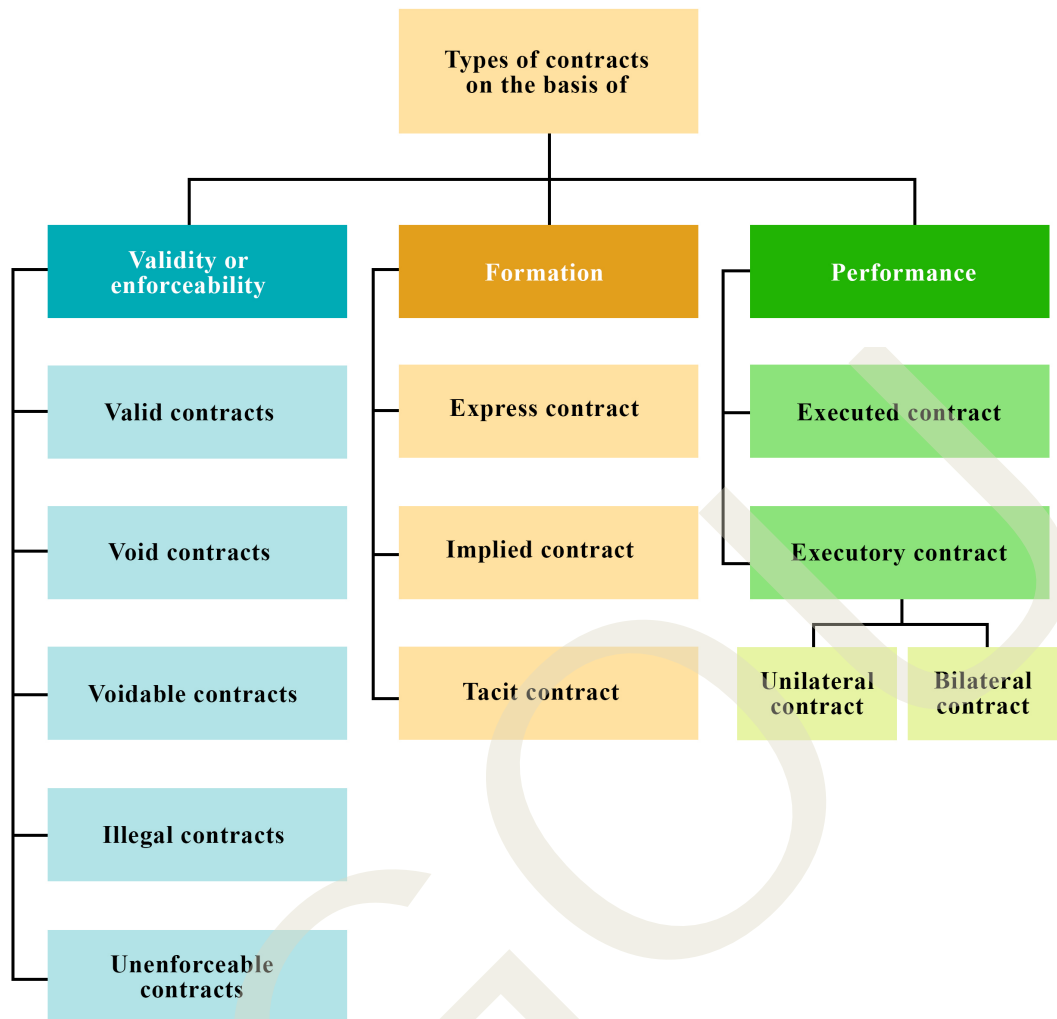 Types of contracts
on the basis of
Validity or
enforceability
Formation
Performance
Valid contracts
Express contract
Executed contract
Void contracts
Implied contract
Executory contract
Voidable contracts
Tacit contract
Unilateral
contract
Bilateral
contract
Illegal contracts
Unenforceable
contracts